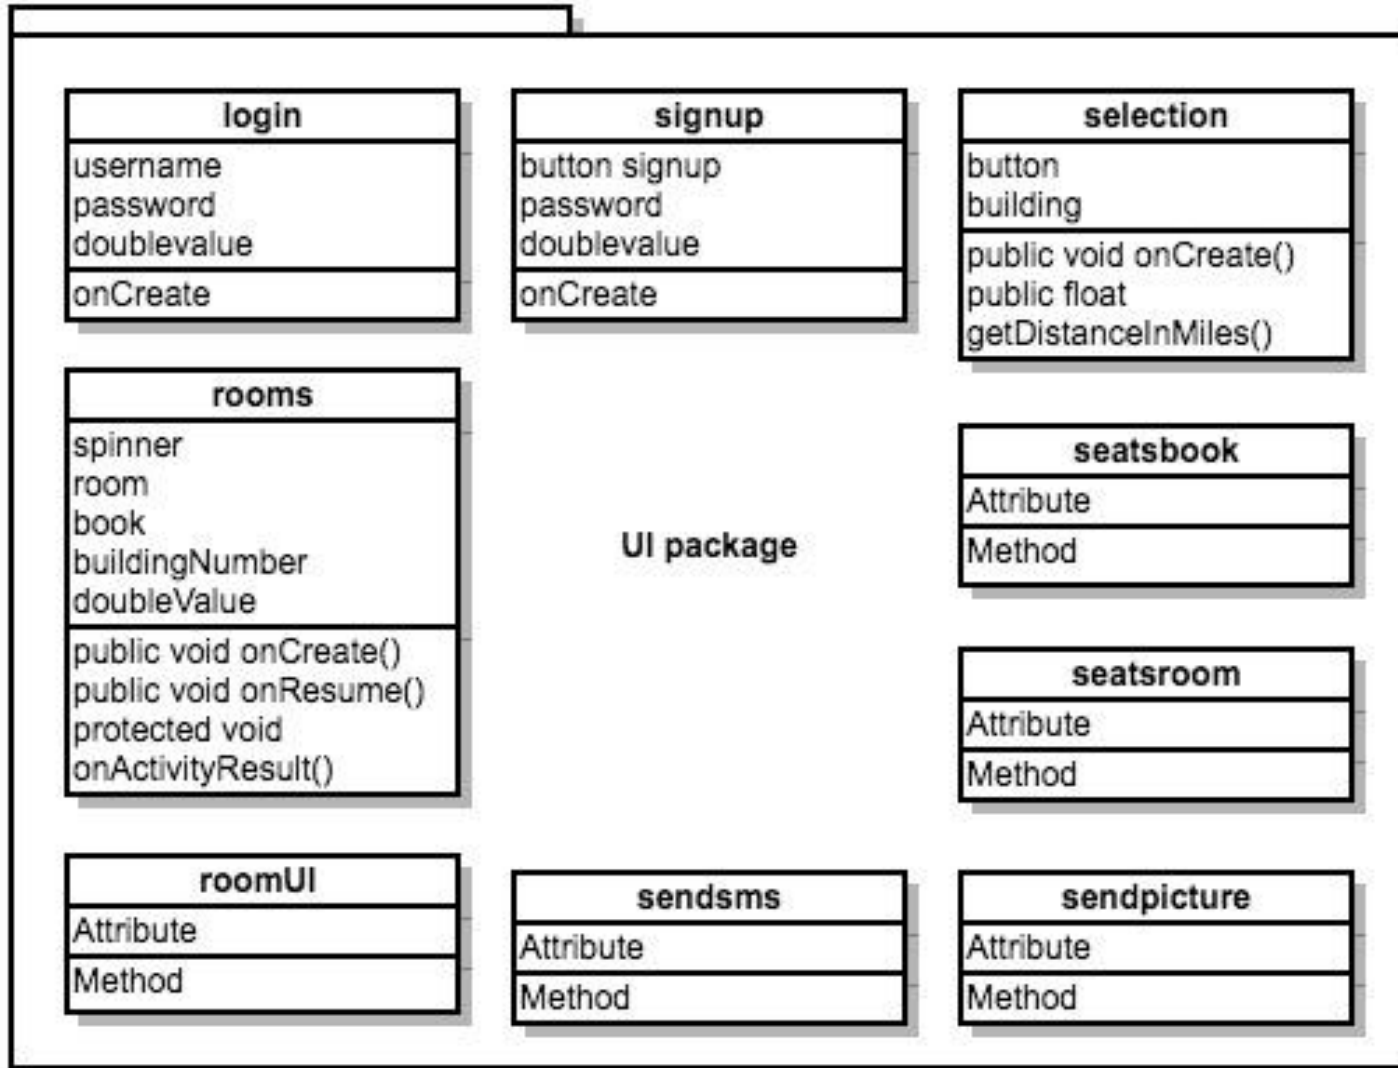 login
username
password
doublevalue
onCreate
signup
button signup
password
doublevalue
onCreate
selection
button
building
public void onCreate()
public float
getDistanceInMiles()
rooms
spinner
room
book
buildingNumber
doubleValue
public void onCreate()
public void onResume()
protected void
onActivityResult()
UI package
seatsbook
Attribute
Method
seatsroom
Attribute
Method
roomUI
Attribute
Method
sendsms
Attribute
Method
sendpicture
Attribute
Method